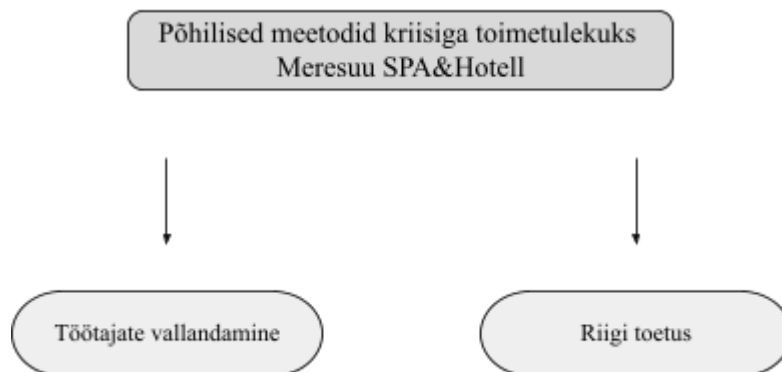 Põhilised meetodid kriisiga toimetulekuks
Meresuu SPA&Hotell
Töötajate vallandamine
Riigi toetus